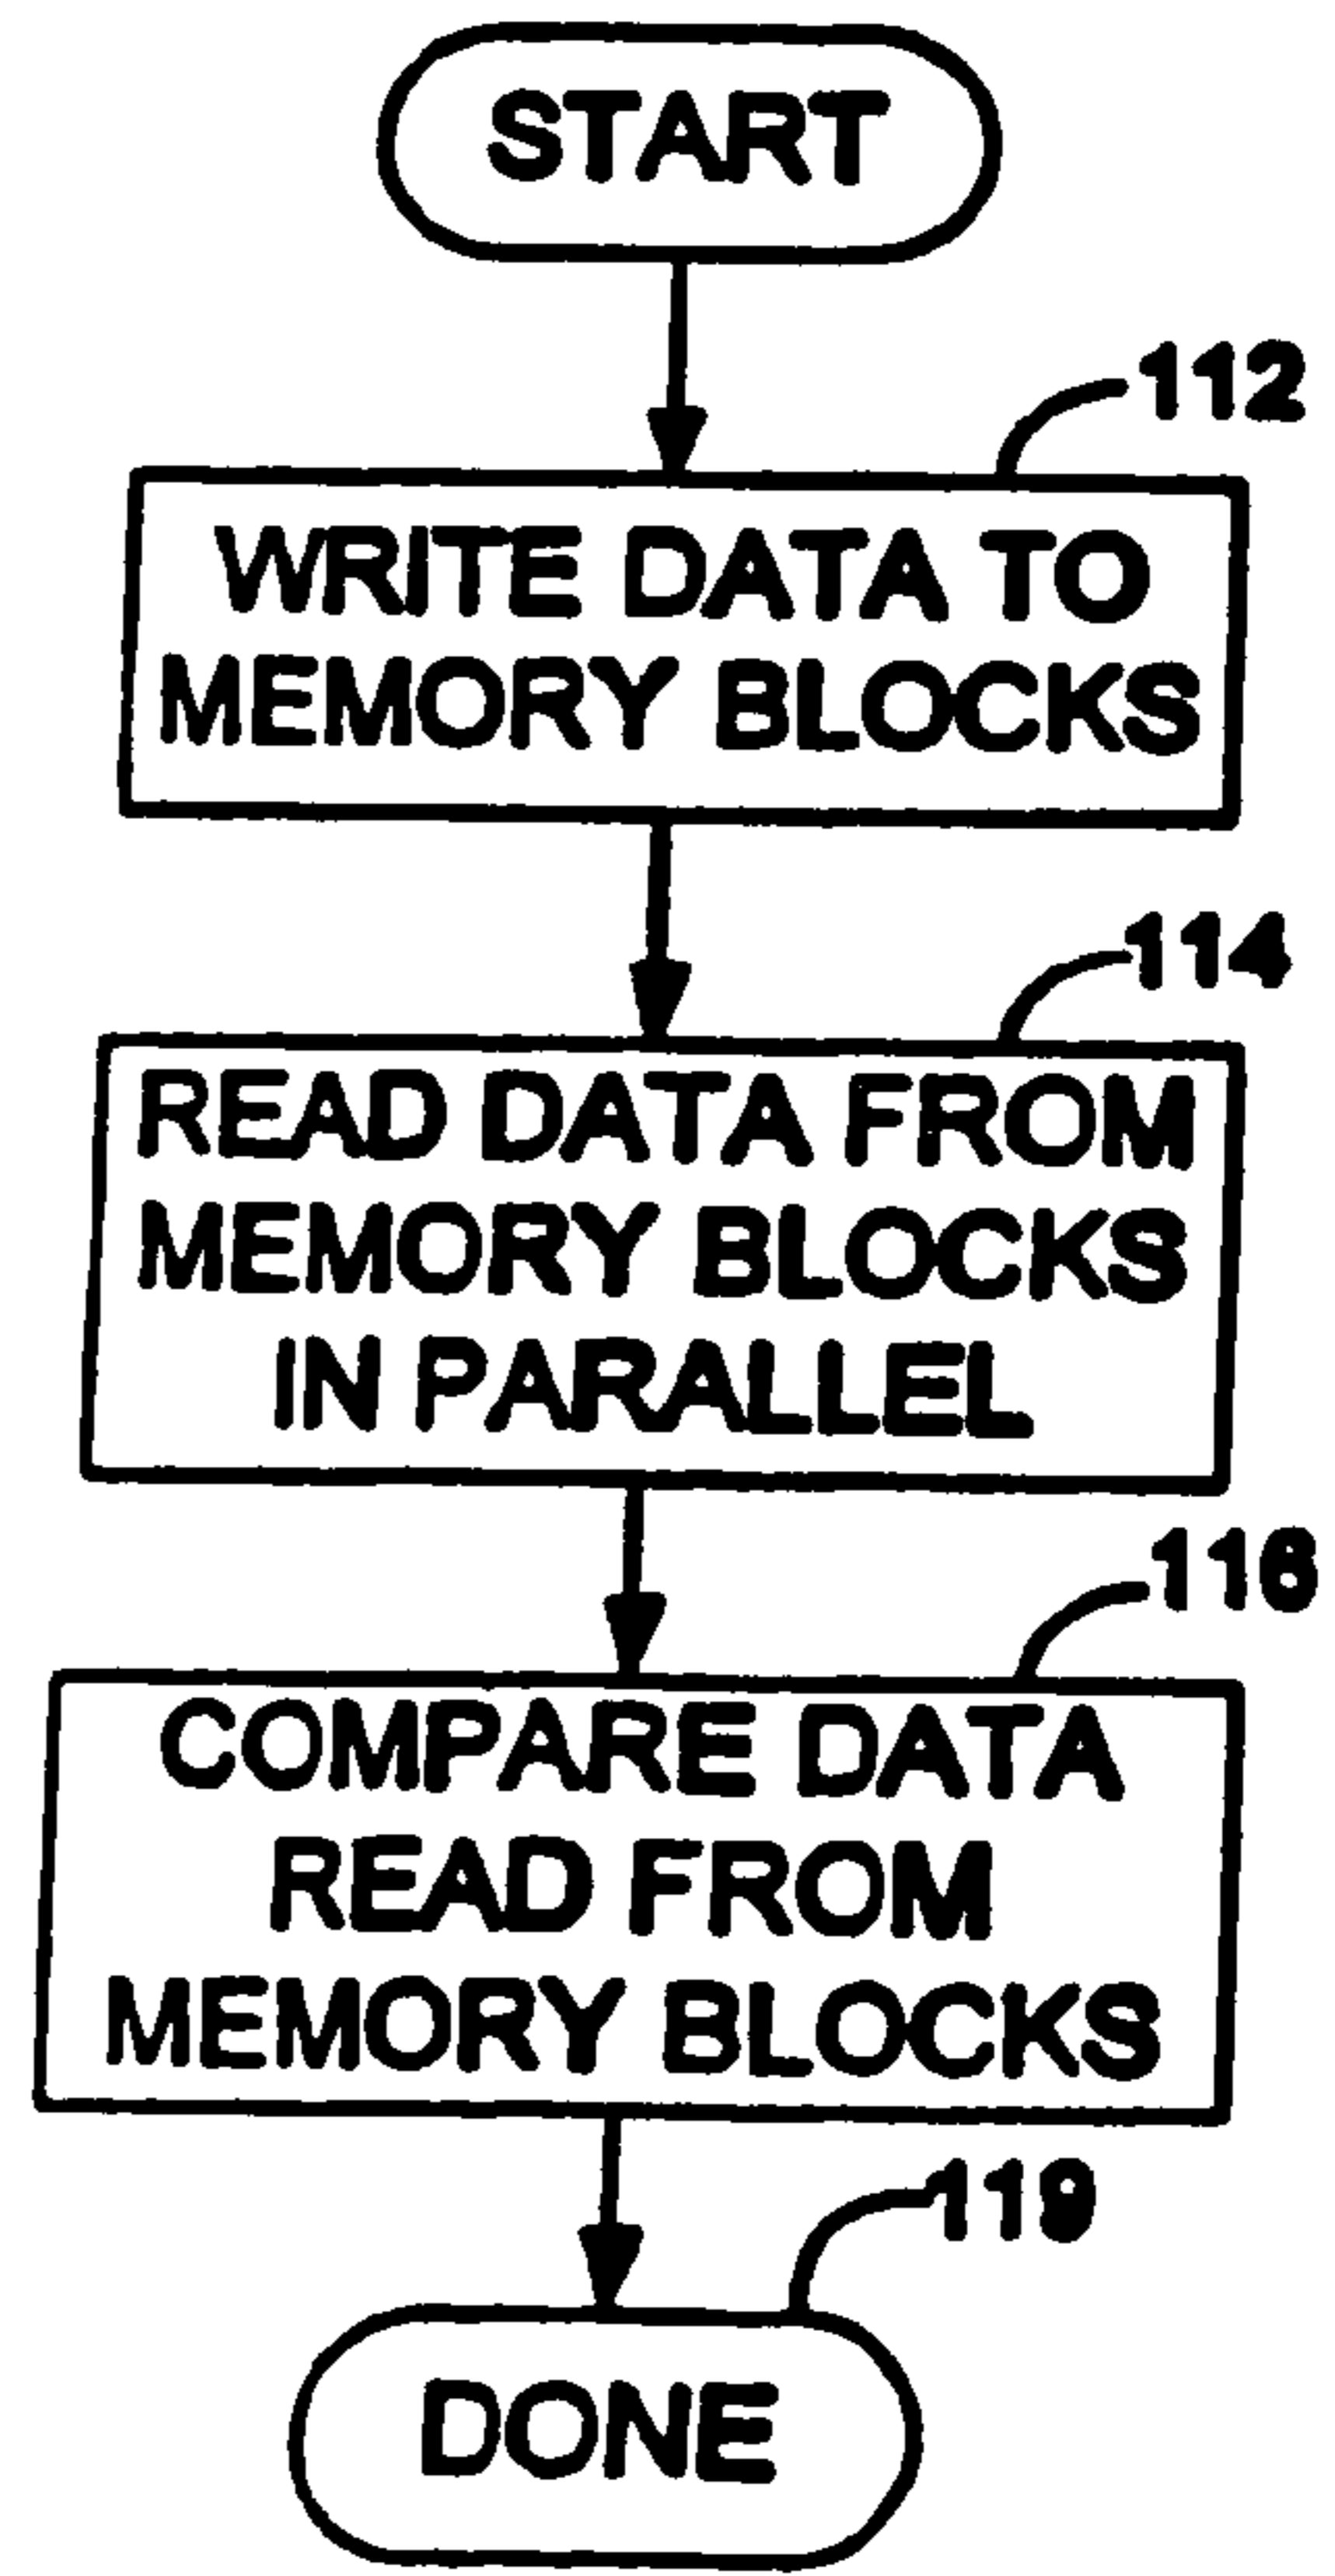 START
112
WRITE DATA TO
MEMORY BLOCKS
114
READ DATA FROM
MEMORY BLOCKS
IN PARALLEL
116
COMPARE DATA
READ FROM
MEMORY BLOCKS
119
DONE